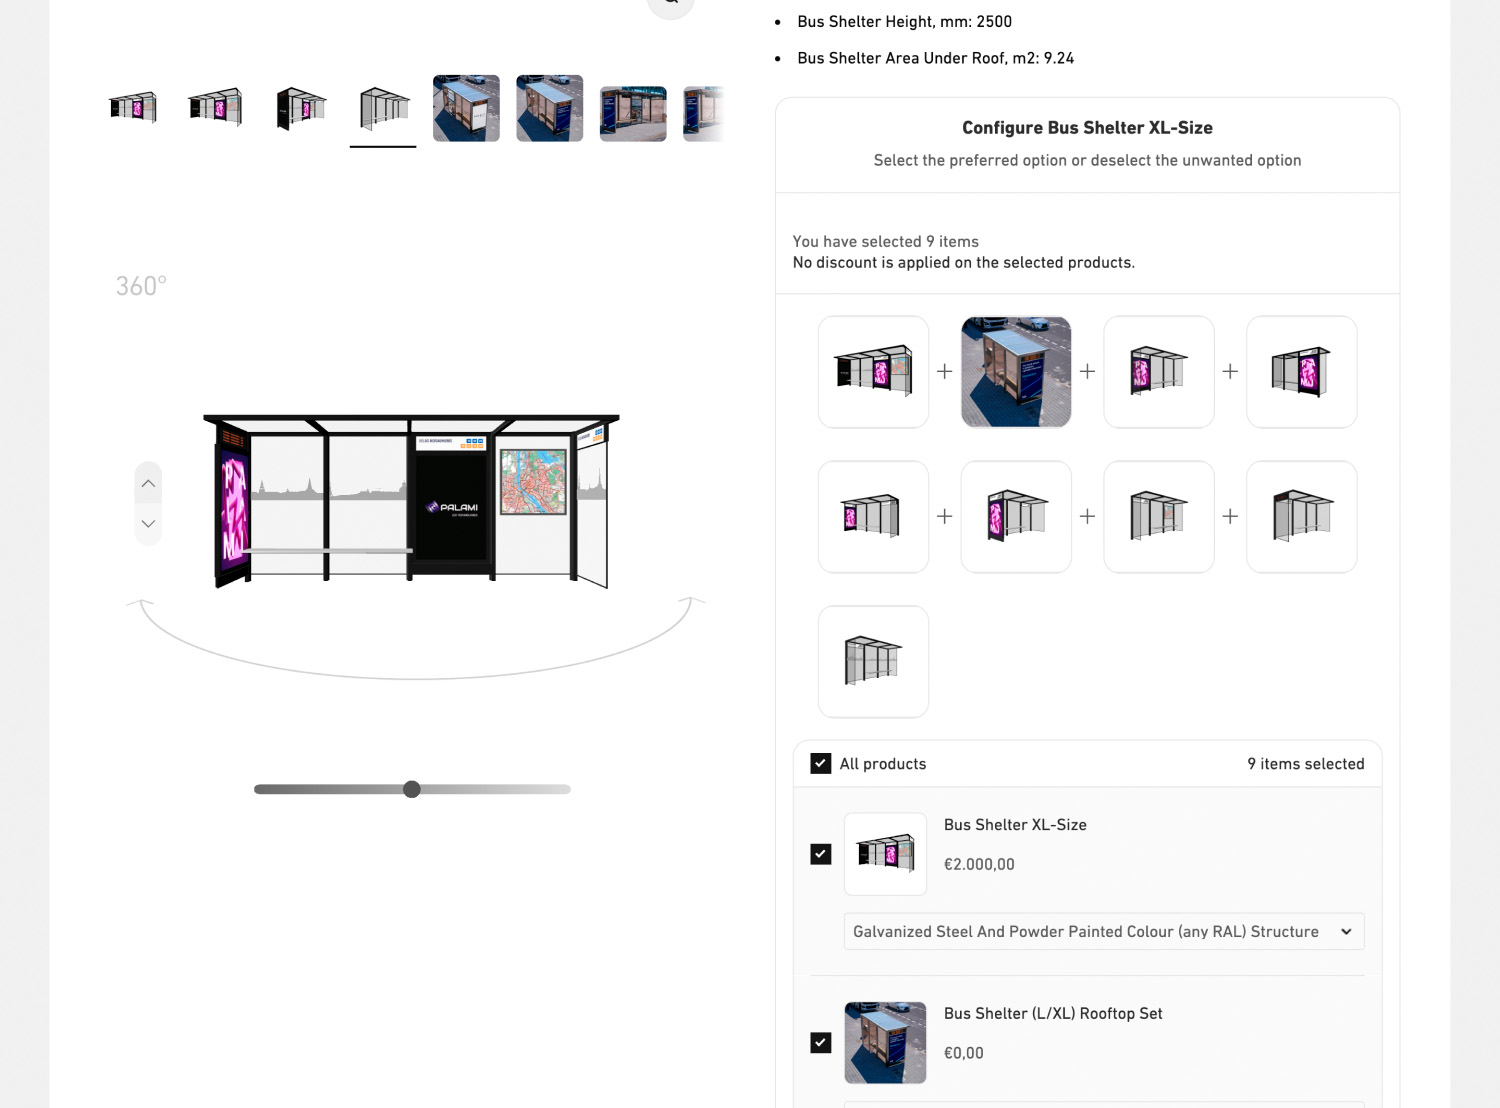 Bus Shelter Height, mm: 2500
Bus Shelter Area Under Roof, m2: 9.24
Configure Bus Shelter XL-Size
Select the preferred option or deselect the unwanted option
You have selected 9 items
No discount is applied on the selected products.
360°
PALAMI
All products
9 items selected
Bus Shelter XL-Size
€2.000,00
Galvanized Steel And Powder Painted Colour (any RAL) Structure
Bus Shelter (L/XL) Rooftop Set
€0,00